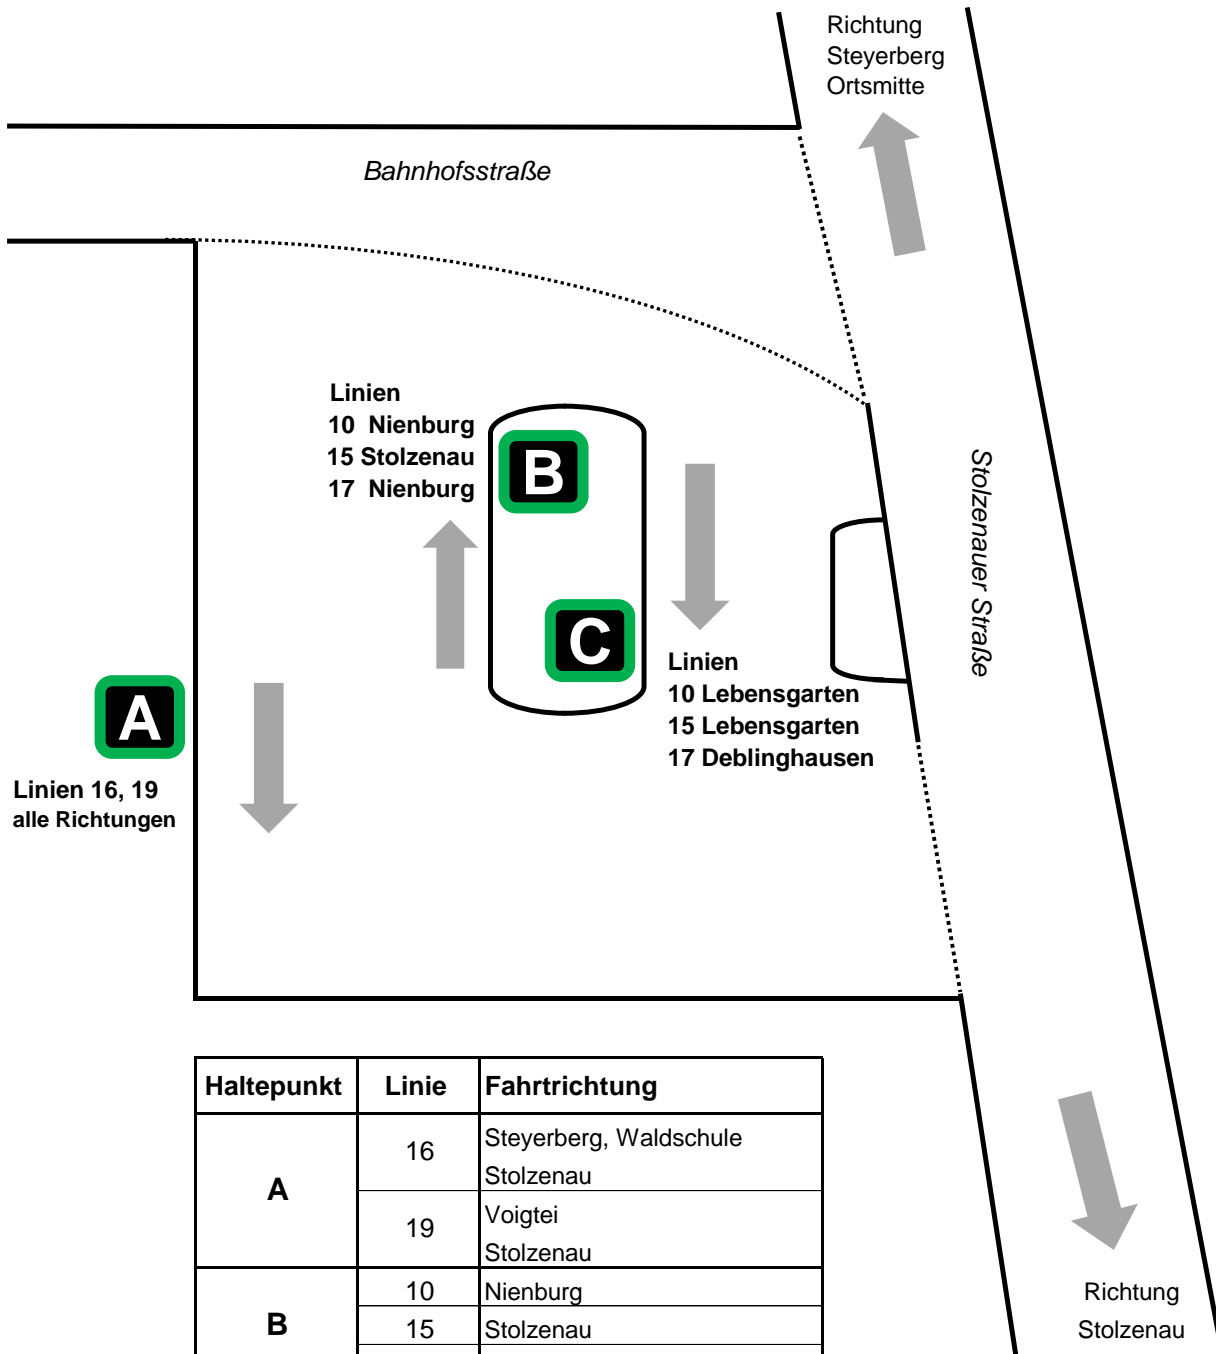 Richtung
Steyerberg
Ortsmitte
Bahnhofsstraße
Linien
10 Nienburg
15 Stolzenau
17 Nienburg
B
Stolzenauer Straße
C
Linien
10 Lebensgarten
15 Lebensgarten
17 Deblinghausen
A
Linien 16, 19
alle Richtungen
Haltepunkt Linie Fahrtrichtung
A
16
Steyerberg, Waldschule
Stolzenau
19
Voigtei
Stolzenau
B
10 Nienburg
15 Stolzenau
Richtung
Stolzenau